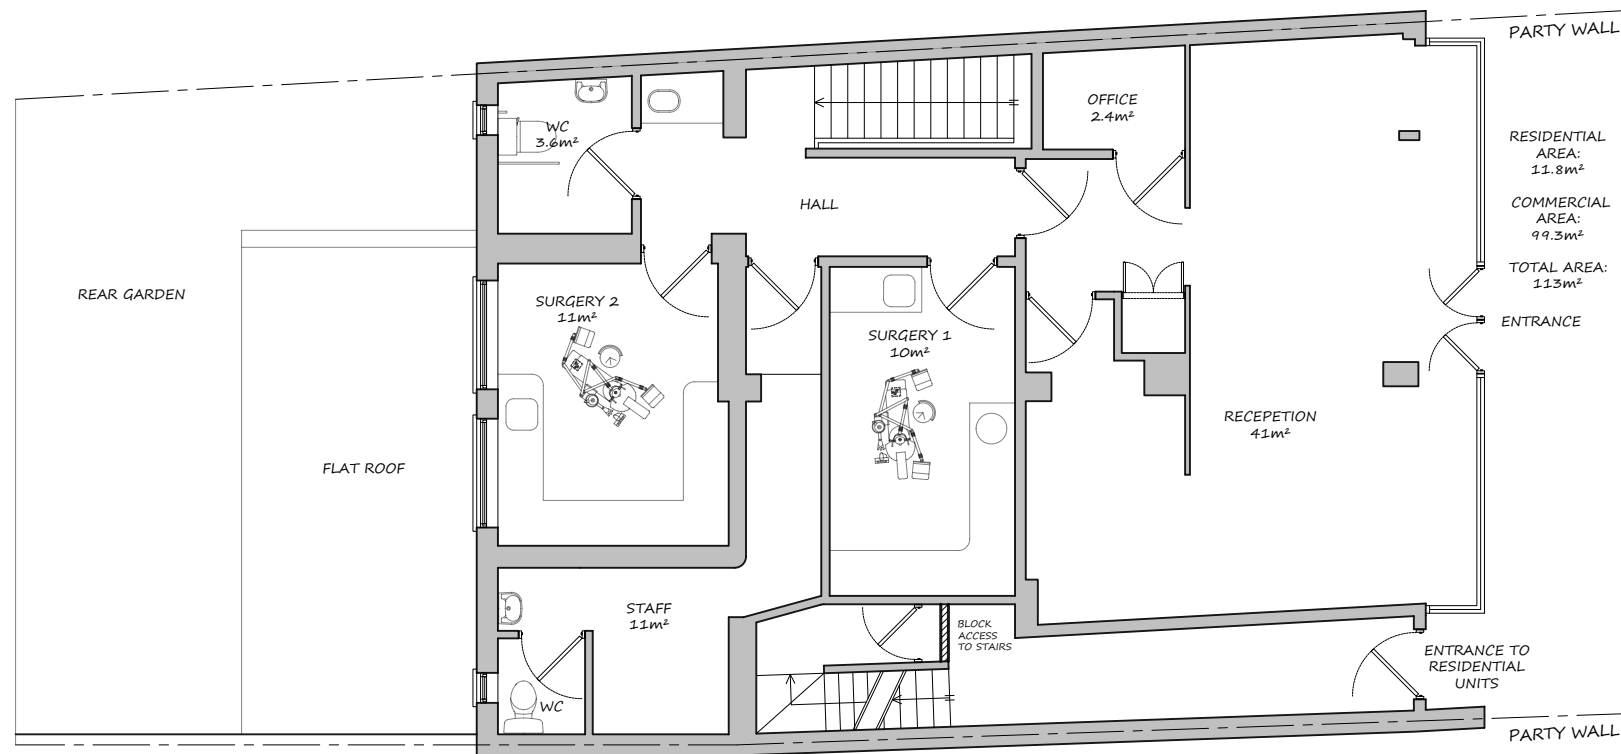 PARTY WALL
OFFICE
2.4m²
WC
3.6m²
RESIDENTIAL
AREA:
11.8m²
COMMERCIAL
AREA:
99.3m²
TOTAL AREA:
113m²
HALL
REAR GARDEN
SURGERY 2
11m²
SURGERY 1
10m²
ENTRANCE
RECEPETION
41m²
FLAT ROOF
STAFF
11m²
BLOCK
ACCESS
TO STAIRS
ENTRANCE TO
RESIDENTIAL
UNITS
WC
PARTY WALL